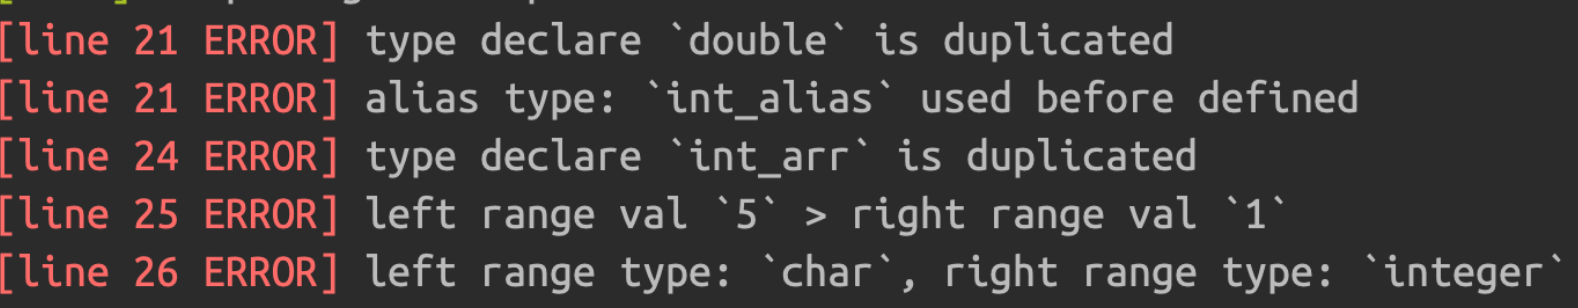 [line 21 ERROR] type declare `double` is duplicated
[line 21 ERROR] alias type: `int_alias` used before defined
[line 24 ERROR] type declare `int_arr` is duplicated
[line 25 ERROR] left range val `5` > right range val `1`
[line 26 ERROR] left range type: `char`, right range type: `integer`